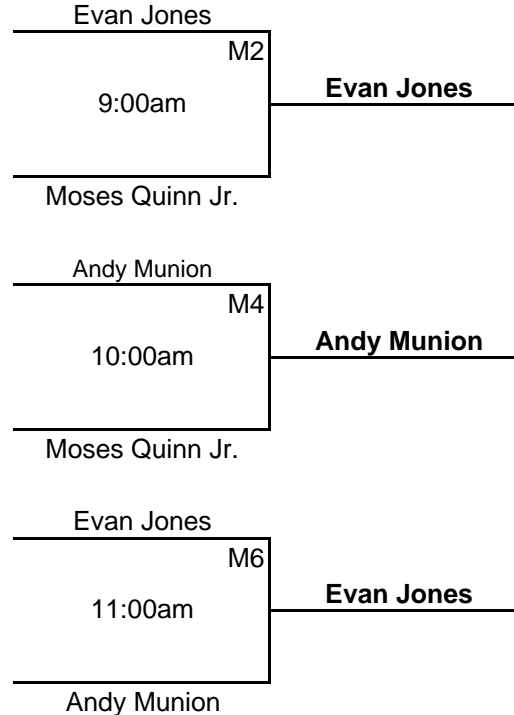 Evan Jones
M2
9:00am
Evan Jones
Moses Quinn Jr.
Andy Munion
M4
10:00am
Andy Munion
Moses Quinn Jr.
Evan Jones
M6
11:00am
Evan Jones
Andy Munion